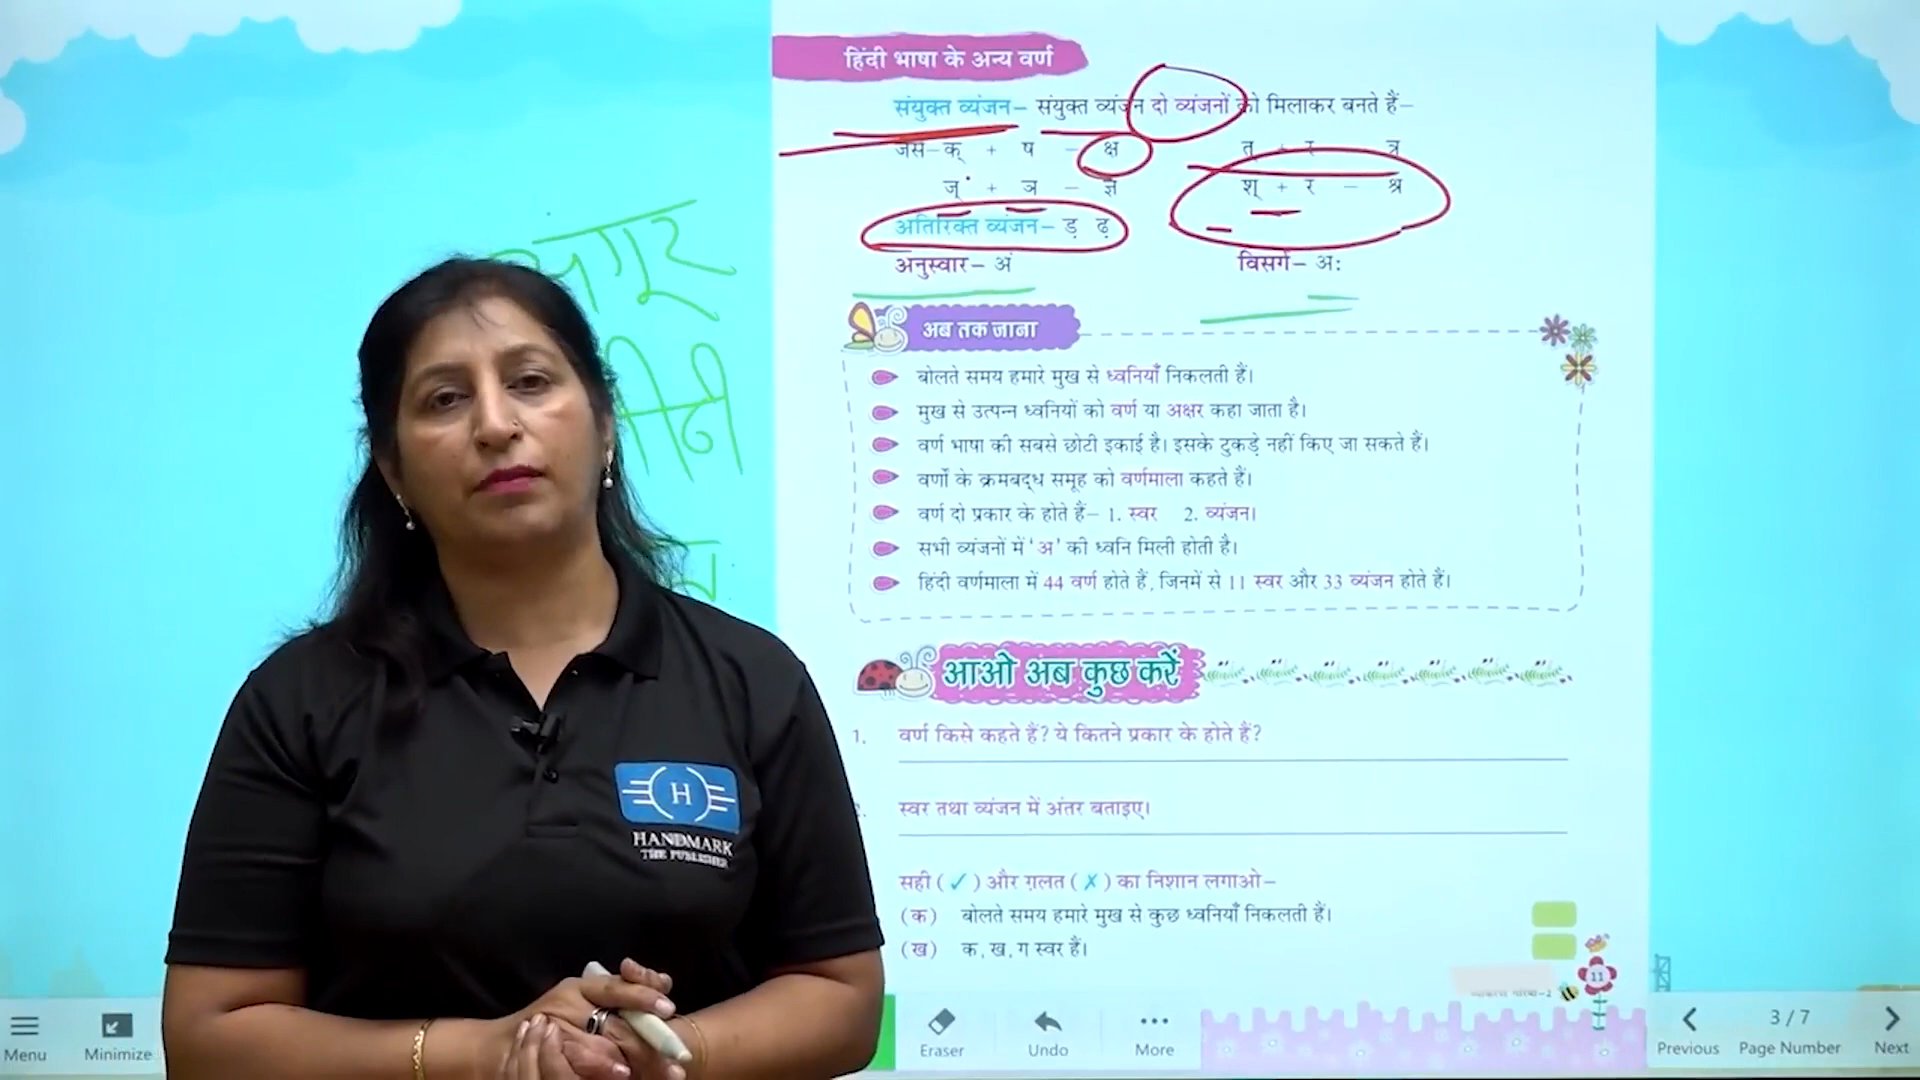 हिंदी भाषा के अन्य वर्ण
संयुक्त व्यंजन– संयुक्त व्यंजन दो व्यंजनों को मिलाकर बनते हैं–
जैसे– क् + ष – क्ष त् + र – त्र
ज् + ञ – ज्ञ श् + र – श्र
अतिरिक्त व्यंजन– ड़ ढ़
अनुस्वार– अं विसर्ग– अः
अंगूर
अब तक जाना
बोलते समय हमारे मुख से ध्वनियाँ निकलती हैं।
मुख से उत्पन्न ध्वनियों को वर्ण या अक्षर कहा जाता है।
वर्ण भाषा की सबसे छोटी इकाई है। इसके टुकड़े नहीं किए जा सकते हैं।
वर्णों के क्रमबद्ध समूह को वर्णमाला कहते हैं।
वर्ण दो प्रकार के होते हैं– 1. स्वर 2. व्यंजन।
सभी व्यंजनों में 'अ' की ध्वनि मिली होती है।
हिंदी वर्णमाला में 44 वर्ण होते हैं, जिनमें से 11 स्वर और 33 व्यंजन होते हैं।
आओ अब कुछ करें
1. वर्ण किसे कहते हैं? ये कितने प्रकार के होते हैं?
स्वर तथा व्यंजन में अंतर बताइए।
सही (✓) और ग़लत (✗) का निशान लगाओ–
(क) बोलते समय हमारे मुख से कुछ ध्वनियाँ निकलती हैं।
(ख) क, ख, ग स्वर हैं।
11
H
HANDMARK
THE PUBLISHER
Menu Minimize Eraser Undo More Previous 3 / 7 Page Number Next